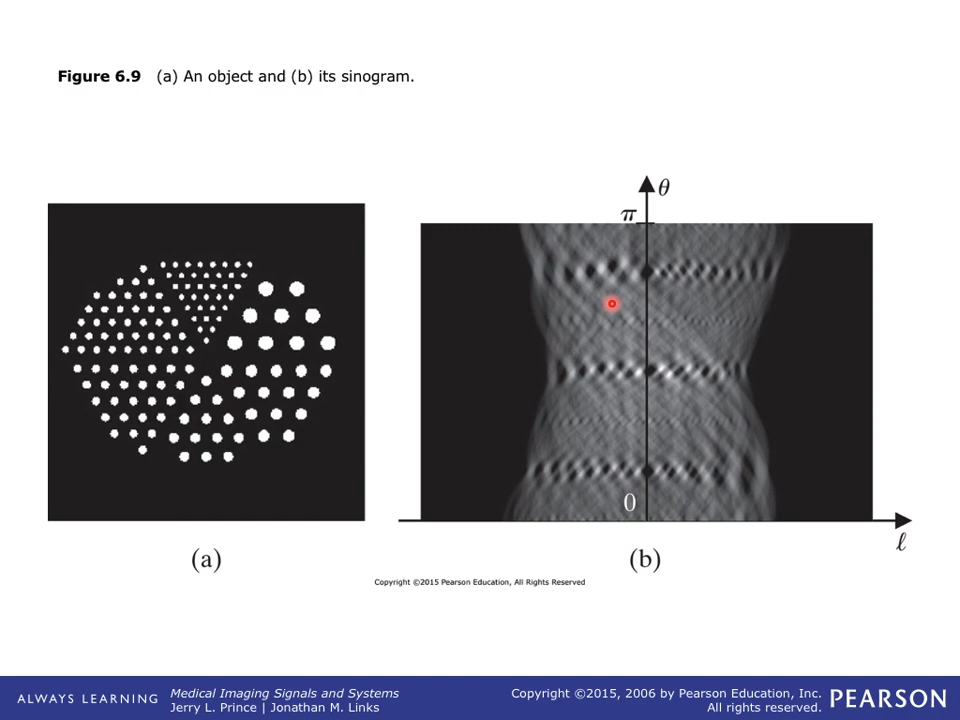 Figure 6.9 (a) An object and (b) its sinogram.
θ
π
0
ℓ
(a)
(b)
Copyright ©2015 Pearson Education, All Rights Reserved
ALWAYS LEARNING
Medical Imaging Signals and Systems
Jerry L. Prince | Jonathan M. Links
Copyright ©2015, 2006 by Pearson Education, Inc.
All rights reserved.
PEARSON